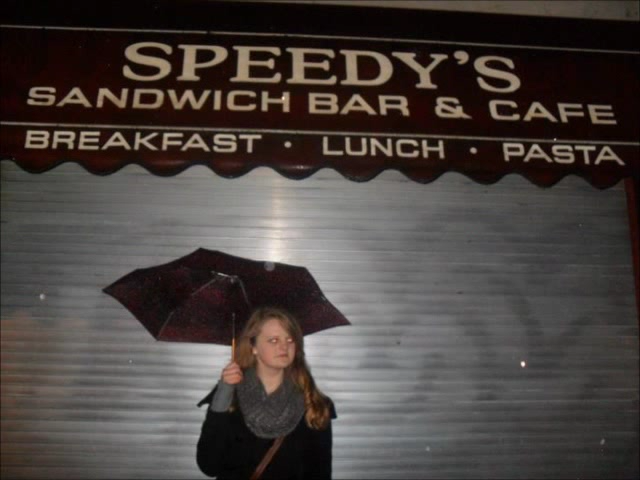 SPEEDY'S
SANDWICH BAR & CAFE
BREAKFAST · LUNCH · PASTA